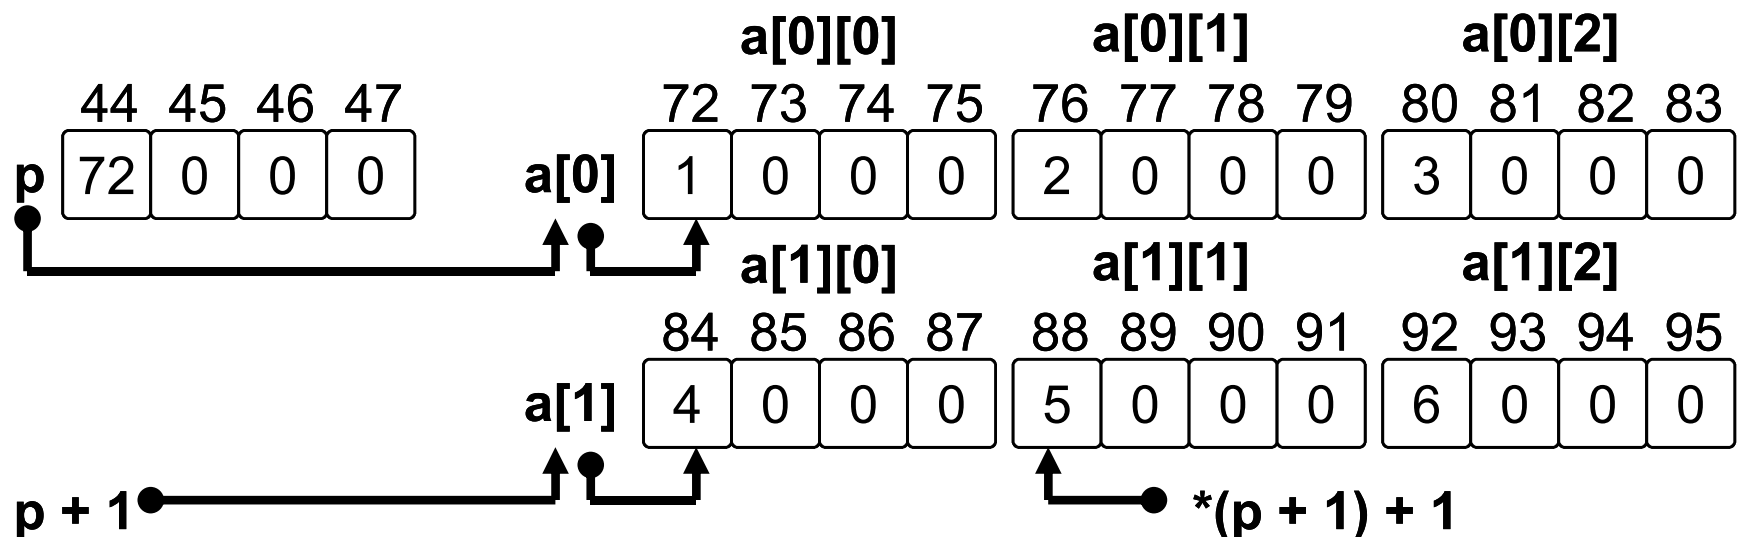 a[0][0] a[0][1] a[0][2]
44 45 46 47 72 73 74 75 76 77 78 79 80 81 82 83
p 72 0 0 0 a[0] 1 0 0 0 2 0 0 0 3 0 0 0
a[1][0] a[1][1] a[1][2]
84 85 86 87 88 89 90 91 92 93 94 95
a[1] 4 0 0 0 5 0 0 0 6 0 0 0
p + 1 *(p + 1) + 1